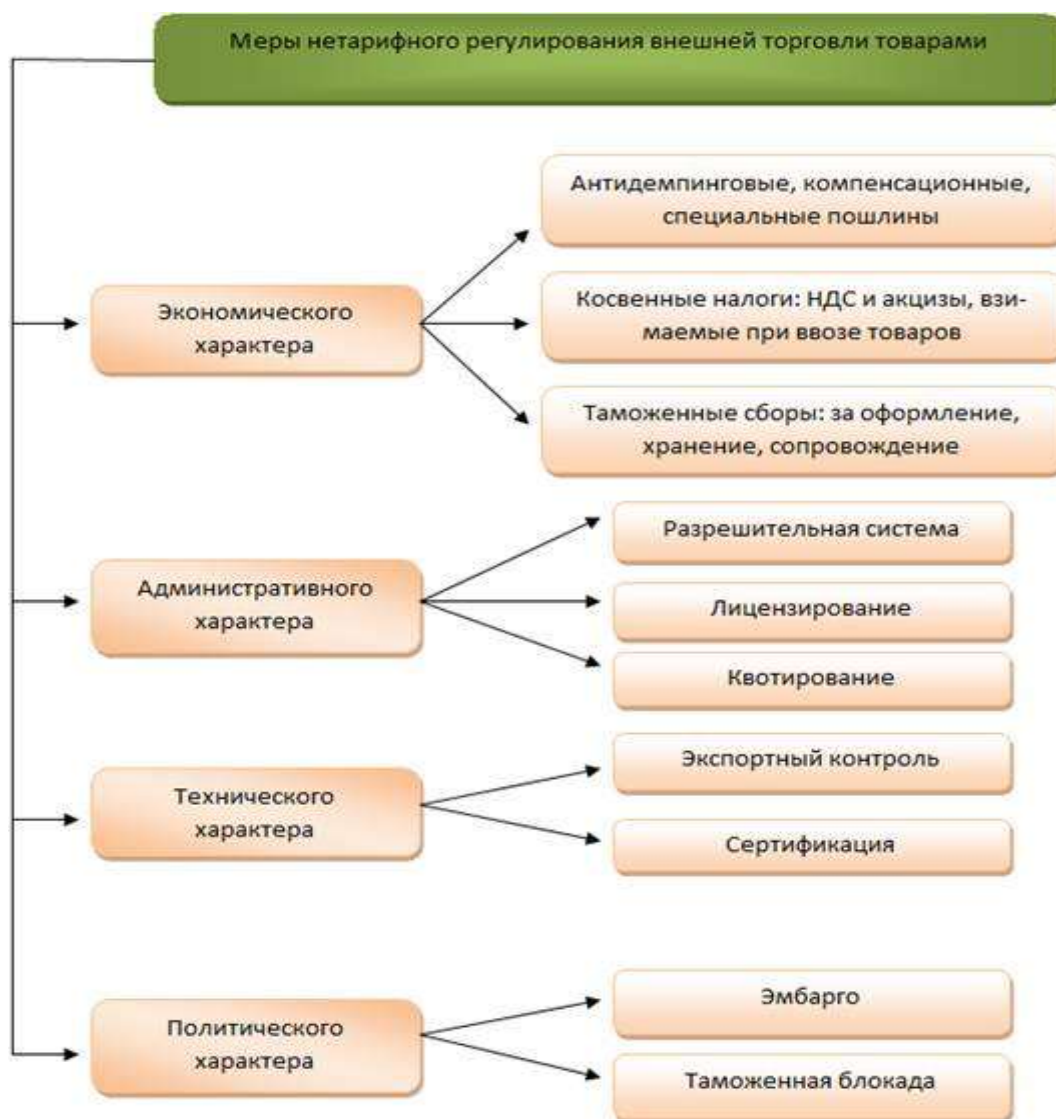 Меры нетарифного регулирования внешней торговли товарами
Экономического
характера
Антидемпинговые, компенсационные,
специальные пошлины
Косвенные налоги: НДС и акцизы, взи-
маемые при ввозе товаров
Таможенные сборы: за оформление,
хранение, сопровождение
Административного
характера
Разрешительная система
Лицензирование
Квотирование
Технического
характера
Экспортный контроль
Сертификация
Политического
характера
Эмбарго
Таможенная блокада